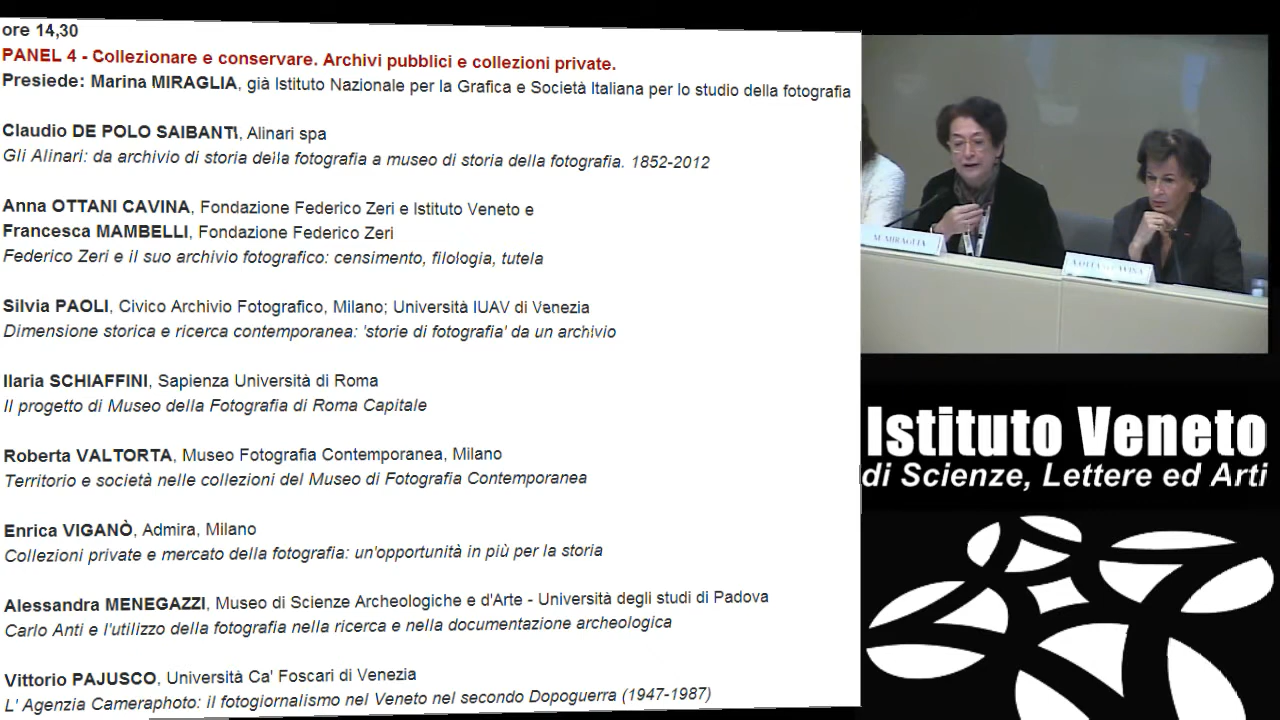 ore 14,30
PANEL 4 - Collezionare e conservare. Archivi pubblici e collezioni private.
Presiede: Marina MIRAGLIA, già Istituto Nazionale per la Grafica e Società Italiana per lo studio della fotografia
Claudio DE POLO SAIBANTI, Alinari spa
Gli Alinari: da archivio di storia della fotografia a museo di storia della fotografia. 1852-2012
Anna OTTANI CAVINA, Fondazione Federico Zeri e Istituto Veneto e
Francesca MAMBELLI, Fondazione Federico Zeri
Federico Zeri e il suo archivio fotografico: censimento, filologia, tutela
Silvia PAOLI, Civico Archivio Fotografico, Milano; Università IUAV di Venezia
Dimensione storica e ricerca contemporanea: 'storie di fotografia' da un archivio
Ilaria SCHIAFFINI, Sapienza Università di Roma
Il progetto di Museo della Fotografia di Roma Capitale
Roberta VALTORTA, Museo Fotografia Contemporanea, Milano
Territorio e società nelle collezioni del Museo di Fotografia Contemporanea
Enrica VIGANÒ, Admira, Milano
Collezioni private e mercato della fotografia: un'opportunità in più per la storia
Alessandra MENEGAZZI, Museo di Scienze Archeologiche e d'Arte - Università degli studi di Padova
Carlo Anti e l'utilizzo della fotografia nella ricerca e nella documentazione archeologica
Vittorio PAJUSCO, Università Ca' Foscari di Venezia
L' Agenzia Cameraphoto: il fotogiornalismo nel Veneto nel secondo Dopoguerra (1947-1987)
M. MIRAGLIA
Istituto Veneto
di Scienze, Lettere ed Arti